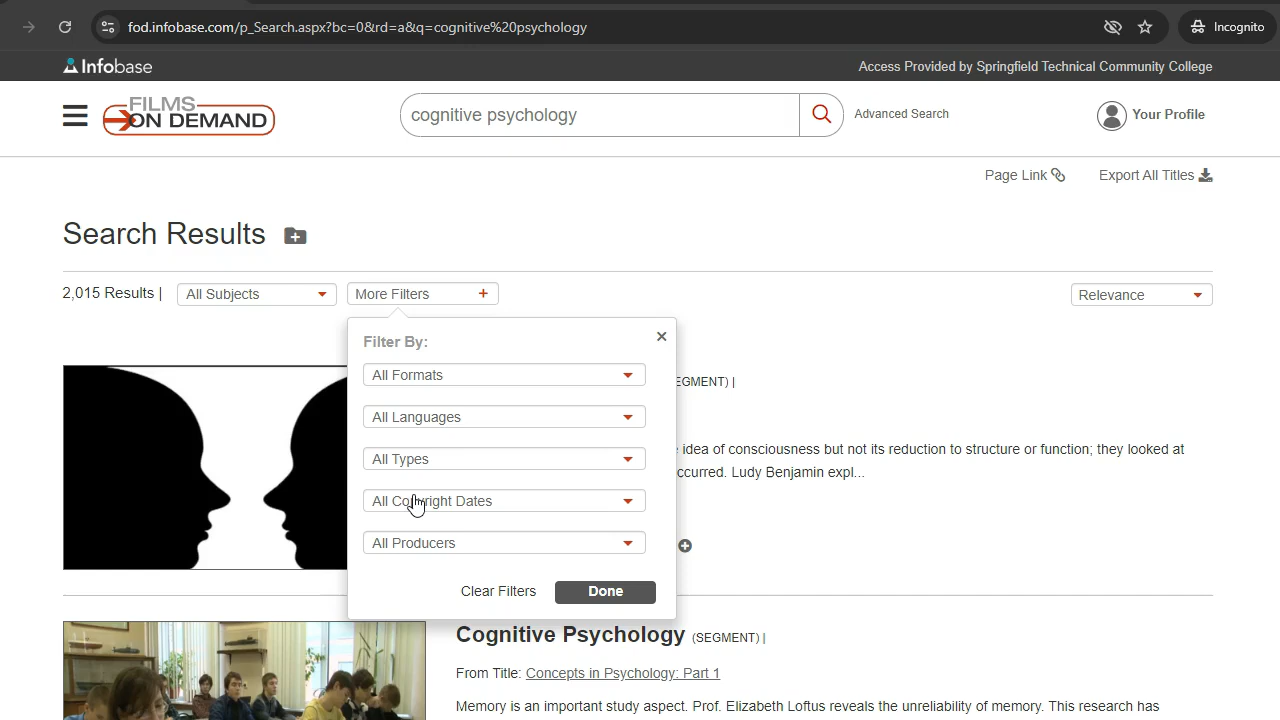 fod.infobase.com/p_Search.aspx?bc=0&rd=a&q=cognitive%20psychology
Incognito
Infobase
Access Provided by Springfield Technical Community College
FILMS
ON DEMAND
cognitive psychology
Advanced Search
Your Profile
Page Link
Export All Titles
Search Results
2,015 Results |
All Subjects
More Filters +
Relevance
Filter By:
×
All Formats
All Languages
All Types
All Copyright Dates
All Producers
Clear Filters
Done
EGMENT) |
idea of consciousness but not its reduction to structure or function; they looked at
ccurred. Ludy Benjamin expl...
Cognitive Psychology (SEGMENT) |
From Title: Concepts in Psychology: Part 1
Memory is an important study aspect. Prof. Elizabeth Loftus reveals the unreliability of memory. This research has